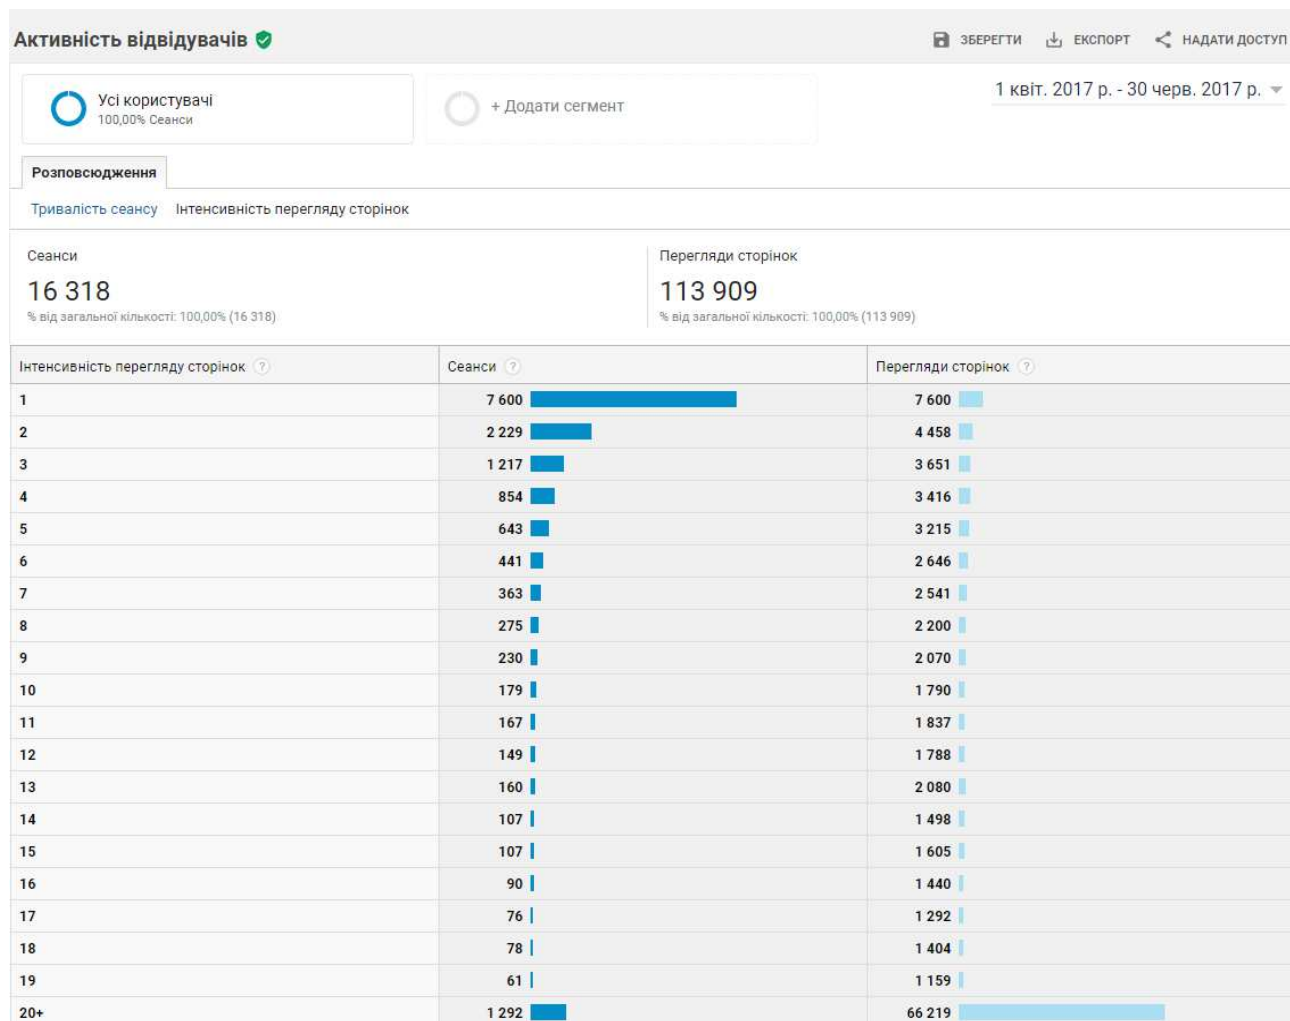 Активність відвідувачів
ЗБЕРЕГТИ ЕКСПОРТ НАДАТИ ДОСТУП
Усі користувачі
100,00% Сеанси
+ Додати сегмент
1 квіт. 2017 р. - 30 черв. 2017 р.
Розповсюдження
Тривалість сеансу Інтенсивність перегляду сторінок
Сеанси
16 318
% від загальної кількості: 100,00% (16 318)
Перегляди сторінок
113 909
% від загальної кількості: 100,00% (113 909)
Інтенсивність перегляду сторінок ? Сеанси ? Перегляди сторінок ?
1 7 600 7 600
2 2 229 4 458
3 1 217 3 651
4 854 3 416
5 643 3 215
6 441 2 646
7 363 2 541
8 275 2 200
9 230 2 070
10 179 1 790
11 167 1 837
12 149 1 788
13 160 2 080
14 107 1 498
15 107 1 605
16 90 1 440
17 76 1 292
18 78 1 404
19 61 1 159
20+ 1 292 66 219